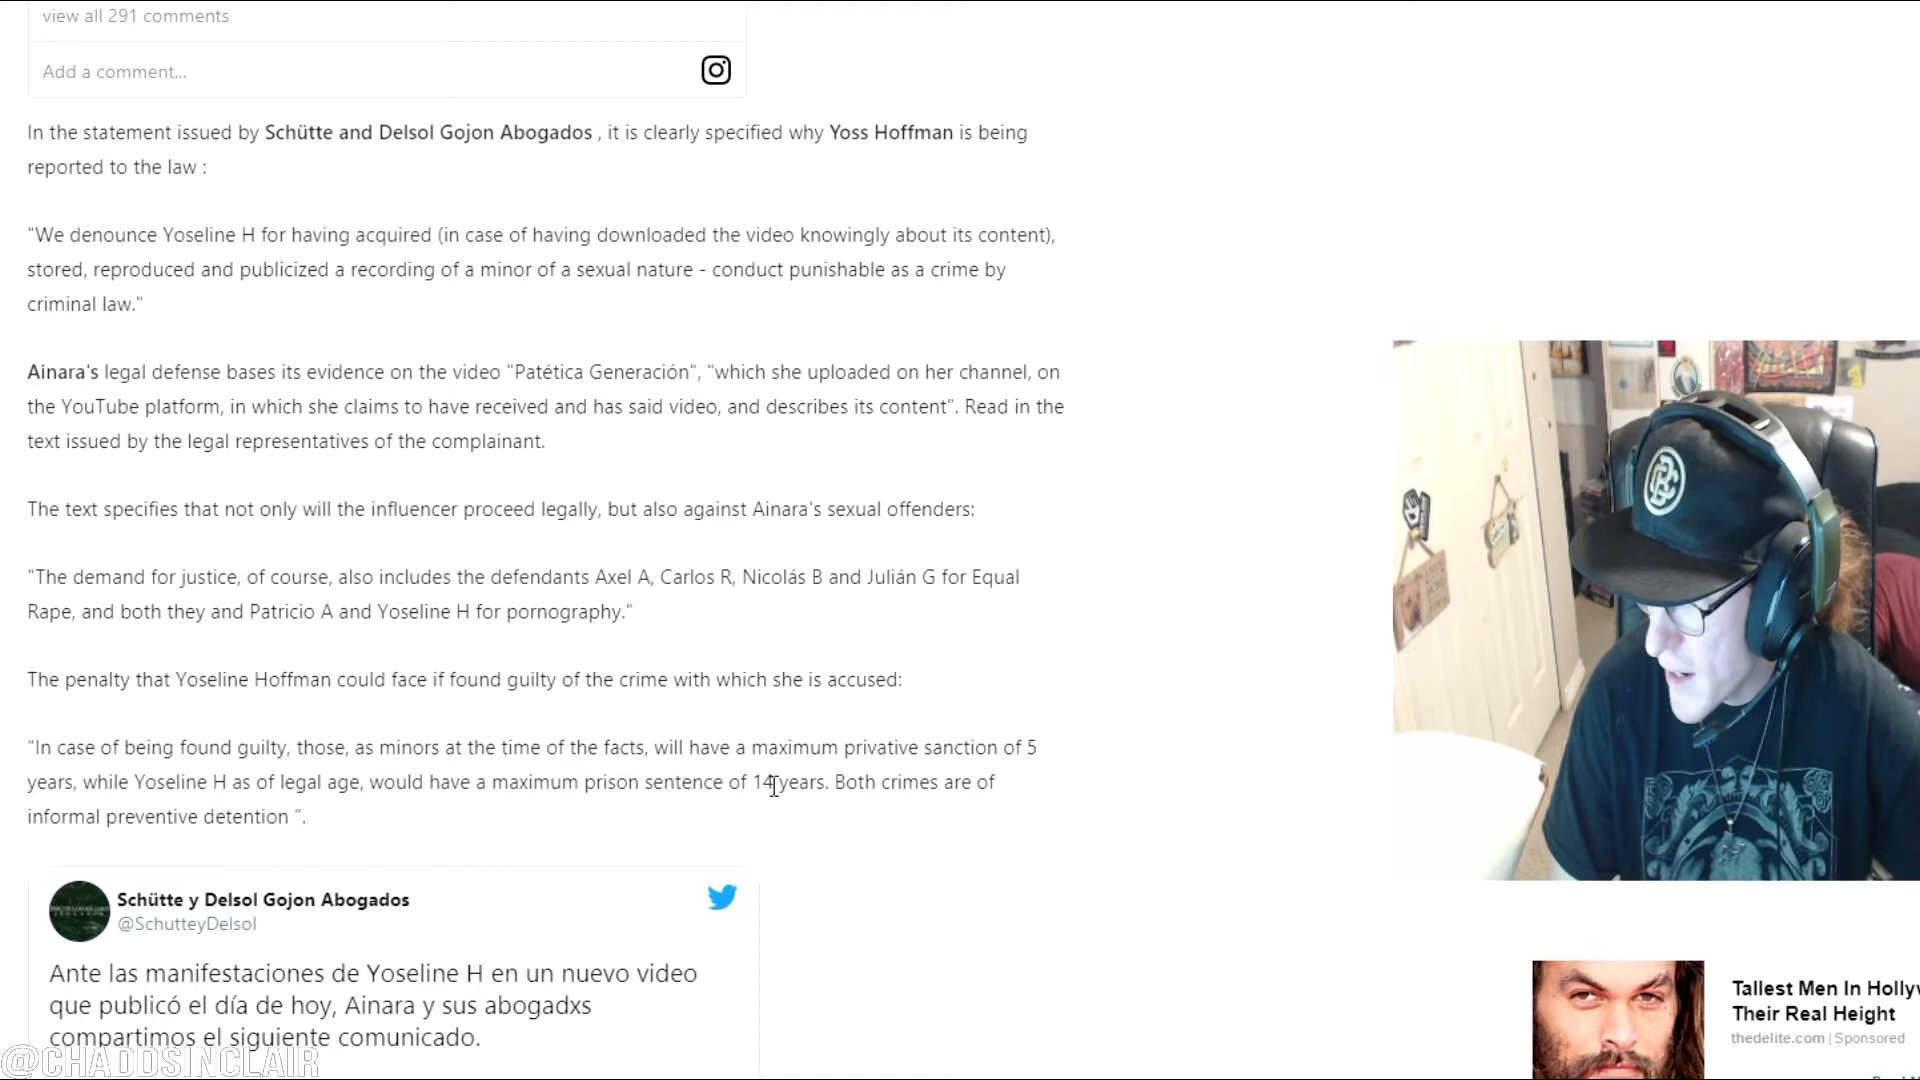 view all 291 comments
Add a comment...
In the statement issued by Schütte and Delsol Gojon Abogados , it is clearly specified why Yoss Hoffman is being
reported to the law :
"We denounce Yoseline H for having acquired (in case of having downloaded the video knowingly about its content),
stored, reproduced and publicized a recording of a minor of a sexual nature - conduct punishable as a crime by
criminal law."
Ainara's legal defense bases its evidence on the video "Patética Generación", "which she uploaded on her channel, on
the YouTube platform, in which she claims to have received and has said video, and describes its content". Read in the
text issued by the legal representatives of the complainant.
The text specifies that not only will the influencer proceed legally, but also against Ainara's sexual offenders:
"The demand for justice, of course, also includes the defendants Axel A, Carlos R, Nicolás B and Julián G for Equal
Rape, and both they and Patricio A and Yoseline H for pornography."
The penalty that Yoseline Hoffman could face if found guilty of the crime with which she is accused:
"In case of being found guilty, those, as minors at the time of the facts, will have a maximum privative sanction of 5
years, while Yoseline H as of legal age, would have a maximum prison sentence of 14 years. Both crimes are of
informal preventive detention ".
Schütte y Delsol Gojon Abogados
@SchutteyDelsol
Ante las manifestaciones de Yoseline H en un nuevo video
que publicó el día de hoy, Ainara y sus abogadxs
compartimos el siguiente comunicado.
@CHADDSINCLAIR
Tallest Men In
Their Real Height
thedelite.com | Sponsored